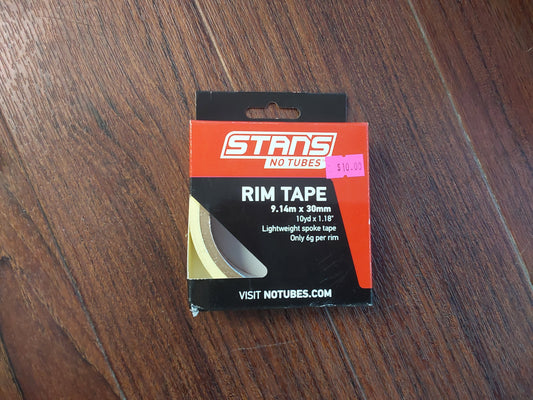 STANS
NO TUBES
$10.00
RIM TAPE
9.14m x 30mm
10yd x 1.18"
Lightweight spoke tape
Only 6g per rim
VISIT NOTUBES.COM